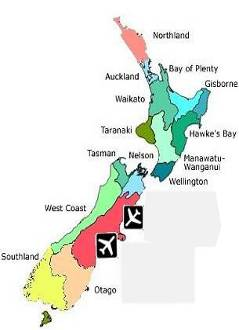 Northland
Bay of Plenty
Auckland
Gisborne
Waikato
Taranaki
Hawke's Bay
Tasman
Nelson
Manawatu-
Wanganui
Wellington
West Coast
Southland
Otago